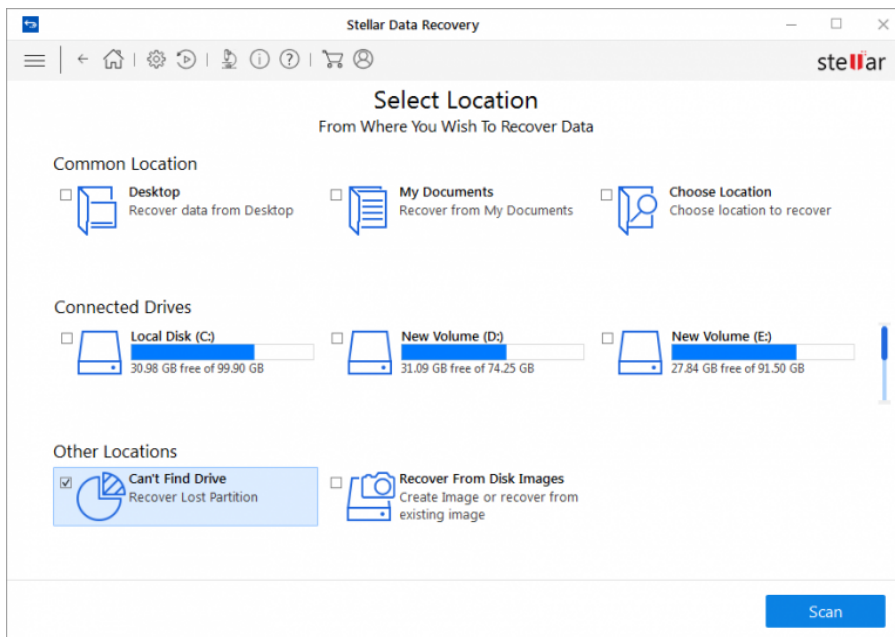 Stellar Data Recovery
stellar
Select Location
From Where You Wish To Recover Data
Common Location
Desktop
Recover data from Desktop
My Documents
Recover from My Documents
Choose Location
Choose location to recover
Connected Drives
Local Disk (C:)
30.98 GB free of 99.90 GB
New Volume (D:)
31.09 GB free of 74.25 GB
New Volume (E:)
27.84 GB free of 91.50 GB
Other Locations
Can't Find Drive
Recover Lost Partition
Recover From Disk Images
Create Image or recover from
existing image
Scan